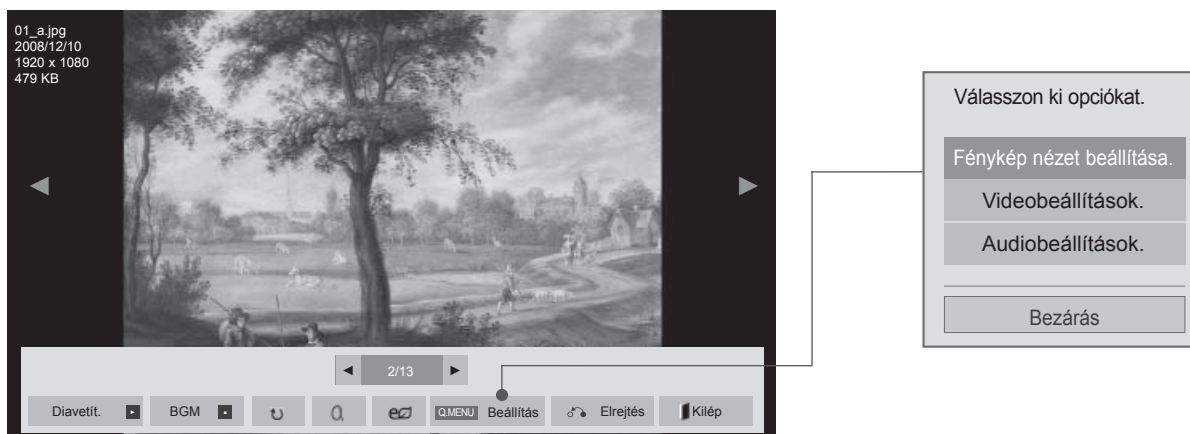 01_a.jpg
2008/12/10
1920 x 1080
479 KB
2/13
Diavetít.
BGM
Q.MENU Beállítás
Elrejtés
Kilép
Válasszon ki opciókat.
Fénykép nézet beállítása.
Videobeállítások.
Audiobeállítások.
Bezárás